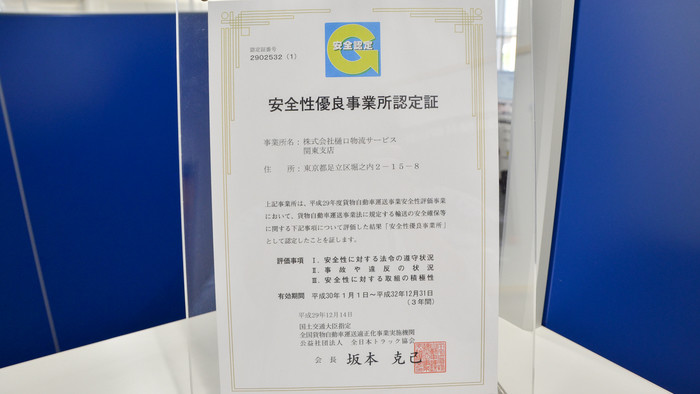 認定証番号
2902532 (1)
安全認定
安全性優良事業所認定証
事業所名：株式会社樋口物流サービス
関東支店
住　所：東京都足立区堀之内２－１５－８
上記事業所は、平成29年度貨物自動車運送事業安全性評価事業
において、貨物自動車運送事業法に規定する輸送の安全確保等
に関する下記事項について評価した結果「安全性優良事業所」
として認定したことを証します。
評価事項　Ⅰ．安全性に対する法令の遵守状況
Ⅱ．事故や違反の状況
Ⅲ．安全性に対する取組の積極性
有効期間　平成30年１月１日～平成32年12月31日
（３年間）
平成29年12月14日
国土交通大臣指定
全国貨物自動車運送適正化事業実施機関
公益社団法人　全日本トラック協会
会長　坂本　克己